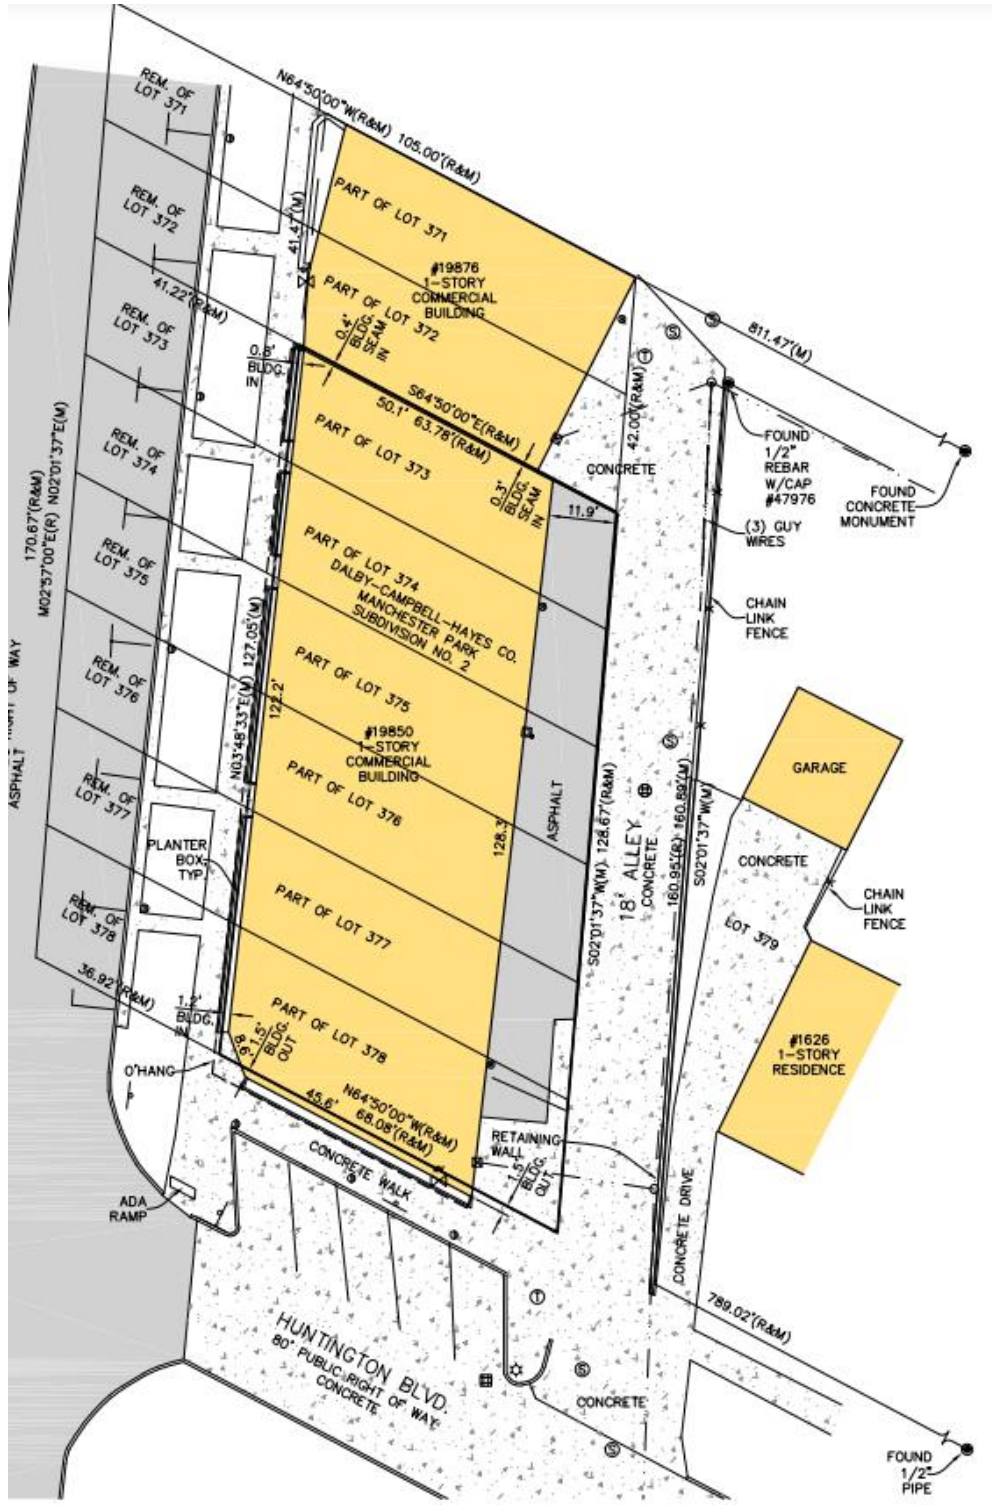 REM. OF
LOT 371
N64°50'00"W(R&M) 105.00'(R&M)
PART OF LOT 371
REM. OF
LOT 372
41.47'(M)
#19876
1-STORY
COMMERCIAL
BUILDING
PART OF LOT 372
41.22'(R&M)
0.4'
BLDG.
SEAM
IN
811.47'(M)
REM. OF
LOT 373
0.8'
BLDG.
IN
S64°50'00"E(R&M)
50.1' 63.78'(R&M)
42.00'(R&M)
PART OF LOT 373
FOUND
1/2"
REBAR
W/CAP
#47976
FOUND
CONCRETE
MONUMENT
REM. OF
LOT 374
CONCRETE
0.3'
BLDG.
SEAM
IN
11.9'
(3) GUY
WIRES
170.67'(R&M)
M02°57'00"E(R) N02°01'37"E(M)
REM. OF
LOT 375
PART OF LOT 374
DALBY-CAMPBELL-HAYES CO.
MANCHESTER PARK
SUBDIVISION NO. 2
CHAIN
LINK
FENCE
RIGHT OF WAY
ASPHALT
REM. OF
LOT 376
N03°48'33"E(M) 127.05'(M)
122.2'
PART OF LOT 375
#19850
1-STORY
COMMERCIAL
BUILDING
PART OF LOT 376
GARAGE
REM. OF
LOT 377
128.3'
ASPHALT
S02°01'37"W(M) 128.67'(R&M)
18' ALLEY
CONCRETE
160.95'(R) 160.89'(M)
S02°01'37"W(M)
PLANTER
BOX,
TYP.
CONCRETE
CHAIN
LINK
FENCE
REM. OF
LOT 378
PART OF LOT 377
LOT 379
36.92'(R&M)
1.2'
BLDG.
IN
PART OF LOT 378
8.6'
1.5'
BLDG.
OUT
#1626
1-STORY
RESIDENCE
O'HANG
N64°50'00"W(R&M)
45.6' 68.08'(R&M)
RETAINING
WALL
1.5'
BLDG.
OUT
CONCRETE WALK
ADA
RAMP
CONCRETE DRIVE
T
S
789.02'(R&M)
HUNTINGTON BLVD.
80' PUBLIC RIGHT OF WAY
CONCRETE
CONCRETE
FOUND
1/2"
PIPE